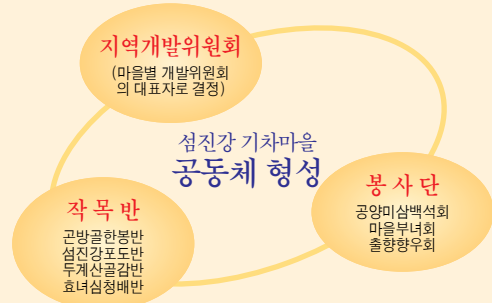 지역개발위원회
(마을별 개발위원회
의 대표자로 결정)
섬진강 기차마을
공동체 형성
작목반
곤방골한봉반
섬진강포도반
두계산골감반
효녀심청배반
봉사단
공양미삼백석회
마을부녀회
출향향우회